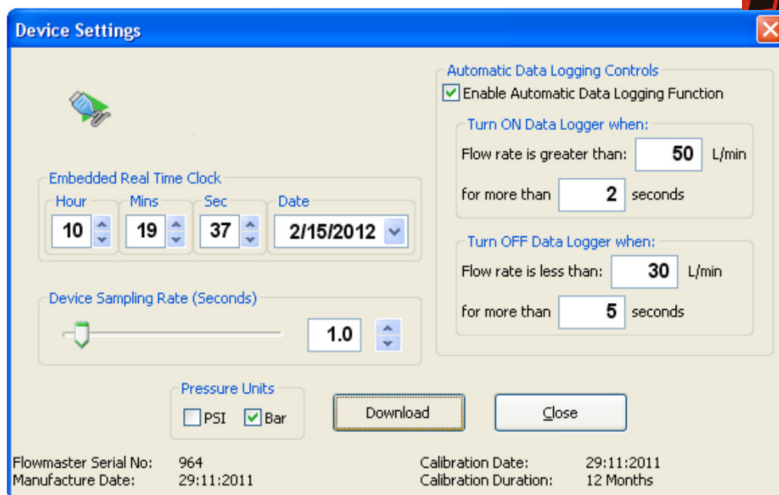 Device Settings
Automatic Data Logging Controls
Enable Automatic Data Logging Function
Turn ON Data Logger when:
Flow rate is greater than: 50 L/min
for more than 2 seconds
Turn OFF Data Logger when:
Flow rate is less than: 30 L/min
for more than 5 seconds
Embedded Real Time Clock
Hour Mins Sec Date
10 19 37 2/15/2012
Device Sampling Rate (Seconds)
1.0
Pressure Units
PSI Bar
Download Close
Flowmaster Serial No: 964
Manufacture Date: 29:11:2011
Calibration Date: 29:11:2011
Calibration Duration: 12 Months